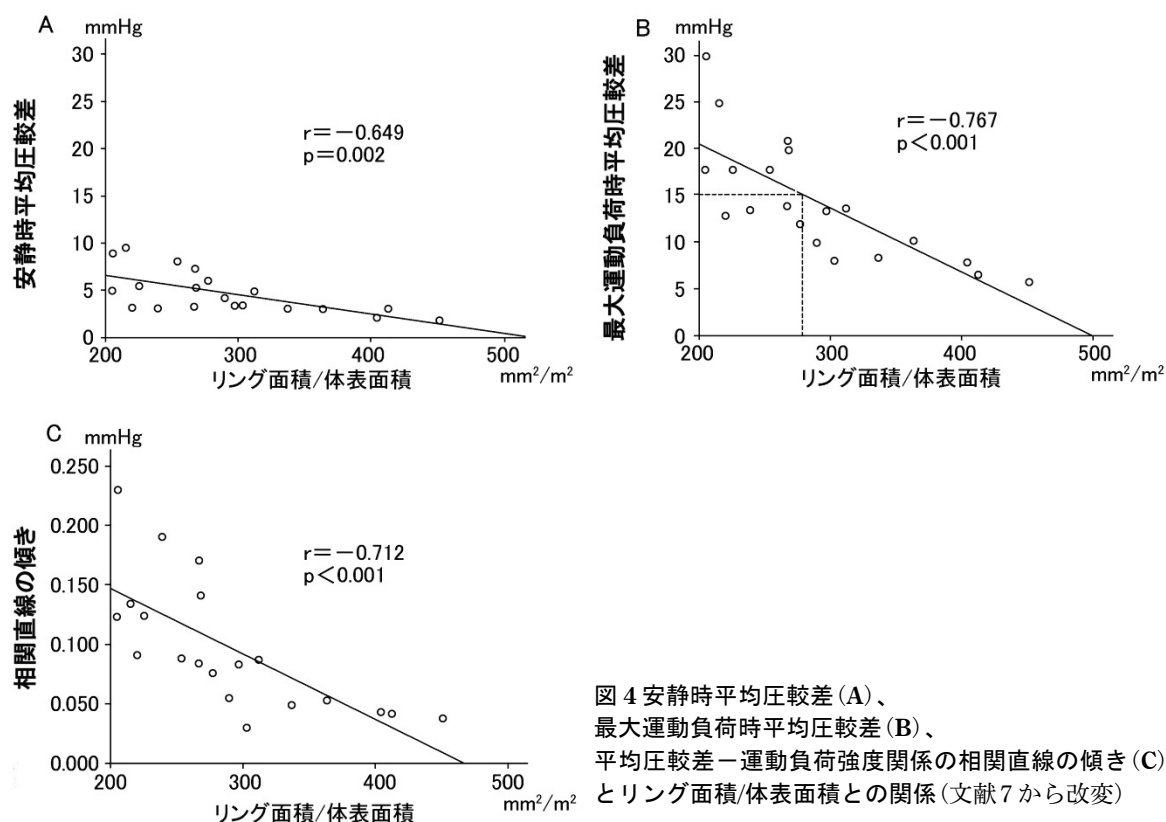 A
mmHg
30
25
20
15
10
5
0
安静時平均圧較差
r=-0.649
p=0.002
200
300
400
500
リング面積/体表面積
mm²/m²
B
mmHg
30
25
20
15
10
5
0
最大運動負荷時平均圧較差
r=-0.767
p<0.001
200
300
400
500
リング面積/体表面積
mm²/m²
C
mmHg
0.250
0.200
0.150
0.100
0.050
0.000
相関直線の傾き
r=-0.712
p<0.001
200
300
400
500
リング面積/体表面積
mm²/m²
図4 安静時平均圧較差(A)、
最大運動負荷時平均圧較差(B)、
平均圧較差-運動負荷強度関係の相関直線の傾き(C)
とリング面積/体表面積との関係(文献7から改変)